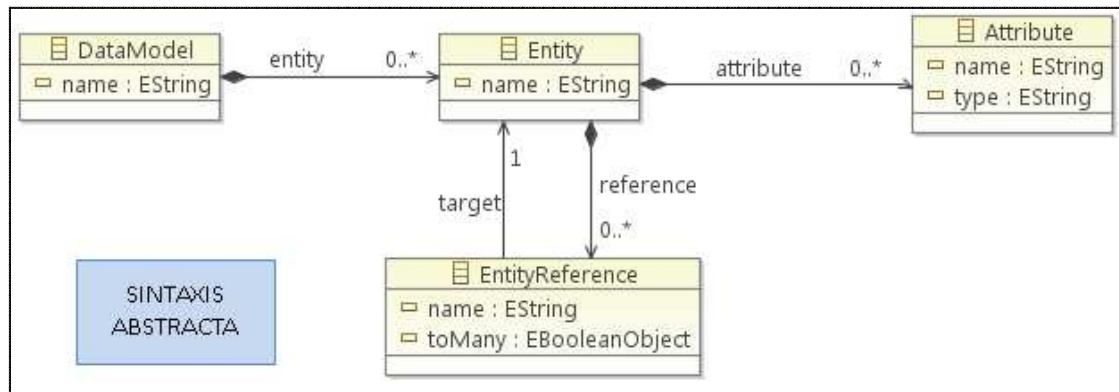 DataModel
name : EString
entity
0..*
Entity
name : EString
attribute
0..*
Attribute
name : EString
type : EString
1
target
reference
0..*
EntityReference
name : EString
toMany : EBooleanObject
SINTAXIS
ABSTRACTA